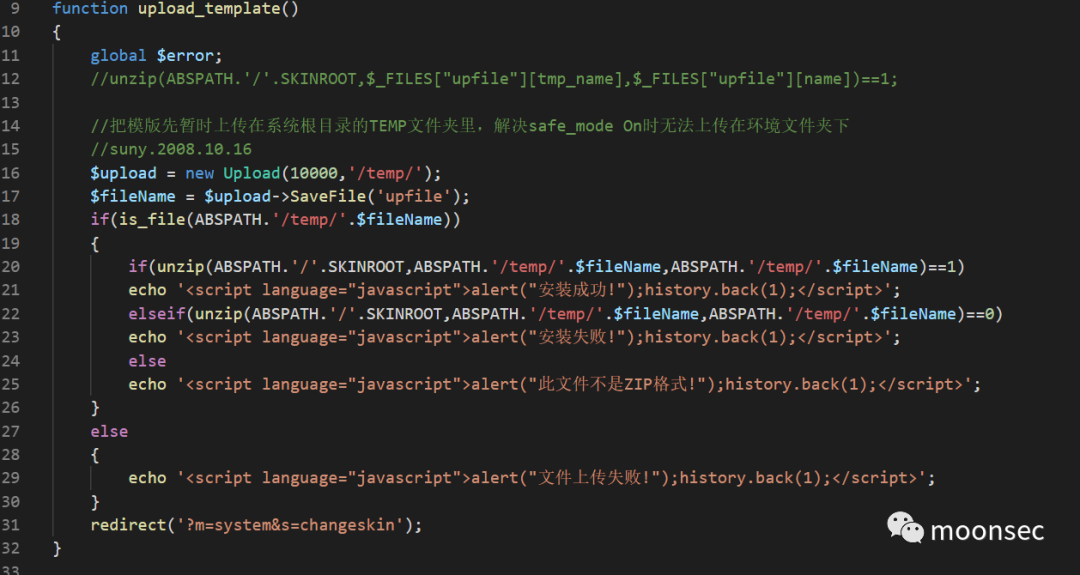 9 function upload_template()
10 {
11 global $error;
12 //unzip(ABSPATH.'/'.SKINROOT,$_FILES["upfile"][tmp_name],$_FILES["upfile"][name])==1;
13
14 //把模版先暂时上传在系统根目录的TEMP文件夹里，解决safe_mode On时无法上传在环境文件夹下
15 //suny.2008.10.16
16 $upload = new Upload(10000,'/temp/');
17 $fileName = $upload->SaveFile('upfile');
18 if(is_file(ABSPATH.'/temp/'.$fileName))
19 {
20 if(unzip(ABSPATH.'/'.SKINROOT,ABSPATH.'/temp/'.$fileName,ABSPATH.'/temp/'.$fileName)==1)
21 echo '<script language="javascript">alert("安装成功!");history.back(1);</script>';
22 elseif(unzip(ABSPATH.'/'.SKINROOT,ABSPATH.'/temp/'.$fileName,ABSPATH.'/temp/'.$fileName)==0)
23 echo '<script language="javascript">alert("安装失败!");history.back(1);</script>';
24 else
25 echo '<script language="javascript">alert("此文件不是ZIP格式!");history.back(1);</script>';
26 }
27 else
28 {
29 echo '<script language="javascript">alert("文件上传失败!");history.back(1);</script>';
30 }
31 redirect('?m=system&s=changeskin');
32 }
33
moonsec